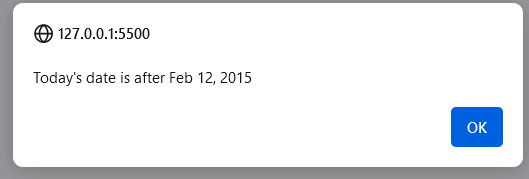 127.0.0.1:5500
Today's date is after Feb 12, 2015
OK